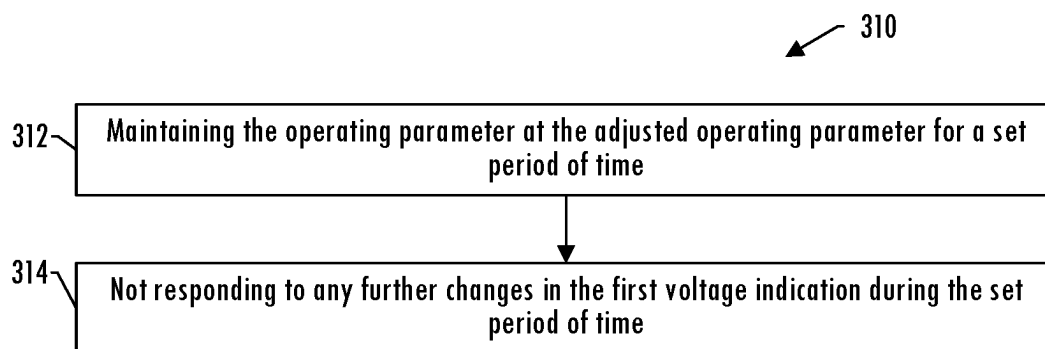 310
312
Maintaining the operating parameter at the adjusted operating parameter for a set
period of time
314
Not responding to any further changes in the first voltage indication during the set
period of time